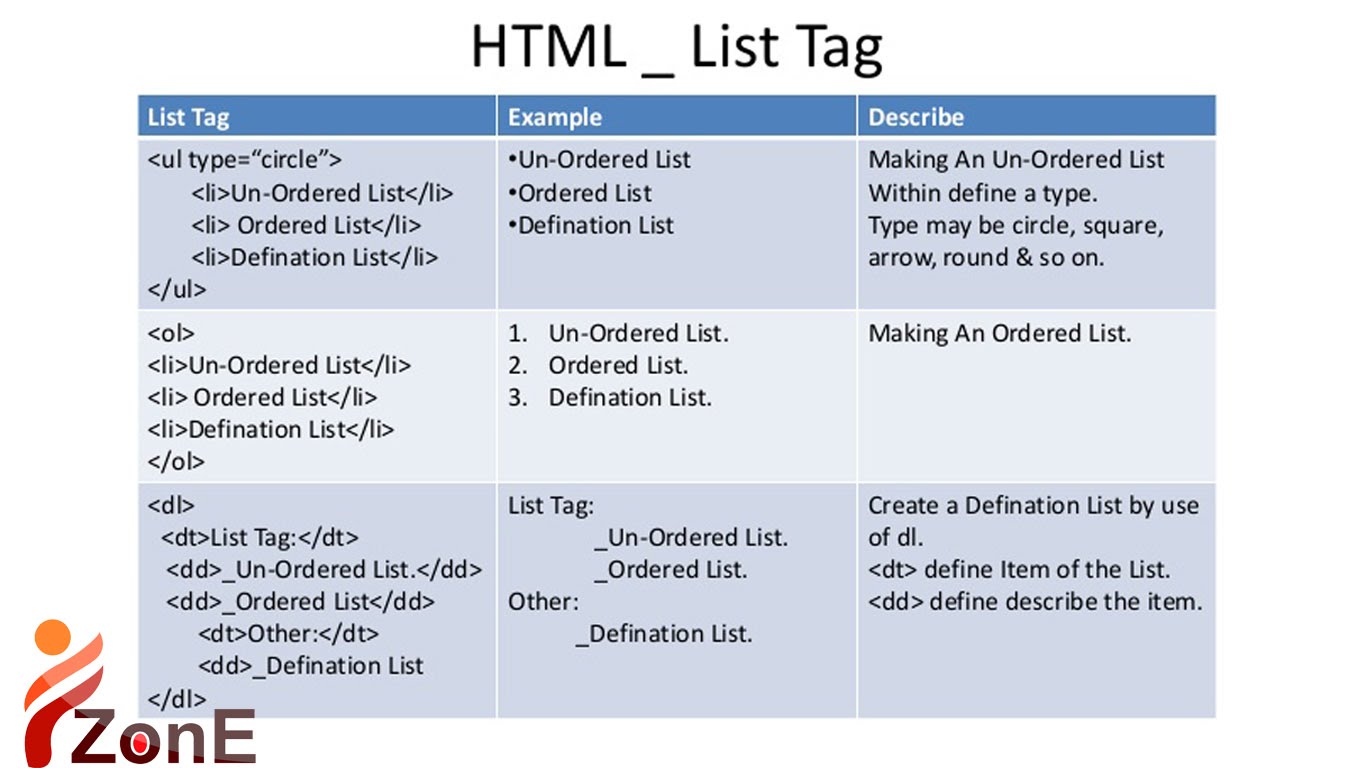 HTML _ List Tag
List Tag
Example
Describe
<ul type=“circle”>
<li>Un-Ordered List</li>
<li> Ordered List</li>
<li>Defination List</li>
</ul>
•Un-Ordered List
•Ordered List
•Defination List
Making An Un-Ordered List
Within define a type.
Type may be circle, square,
arrow, round & so on.
<ol>
<li>Un-Ordered List</li>
<li> Ordered List</li>
<li>Defination List</li>
</ol>
1. Un-Ordered List.
2. Ordered List.
3. Defination List.
Making An Ordered List.
<dl>
<dt>List Tag:</dt>
<dd>_Un-Ordered List.</dd>
<dd>_Ordered List</dd>
<dt>Other:</dt>
<dd>_Defination List
</dl>
List Tag:
_Un-Ordered List.
_Ordered List.
Other:
_Defination List.
Create a Defination List by use
of dl.
<dt> define Item of the List.
<dd> define describe the item.
ZonE